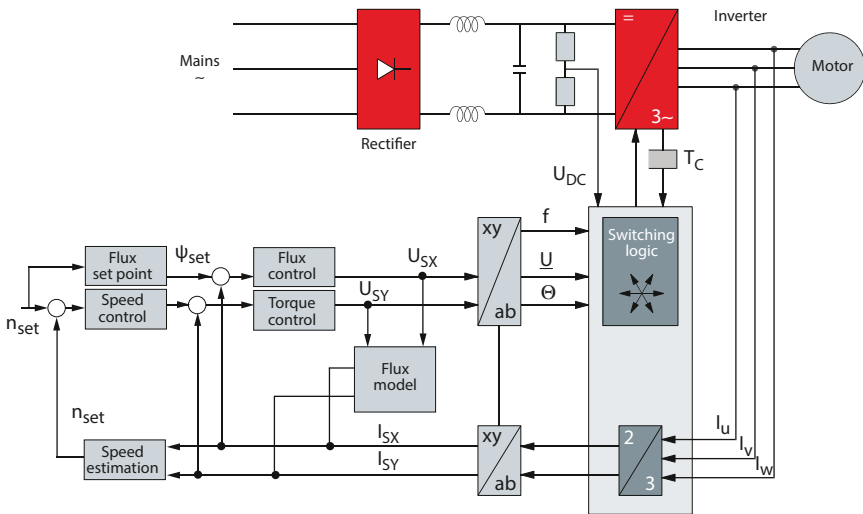 Mains
~
Rectifier
=
3~
Inverter
Motor
U_DC
T_C
n_set
Flux
set point
Ψ_set
Flux
control
U_SX
xy
ab
f
U
Θ
Switching
logic
Speed
control
Torque
control
U_SY
Flux
model
n_set
Speed
estimation
I_SX
I_SY
xy
ab
2
3
I_u
I_v
I_w